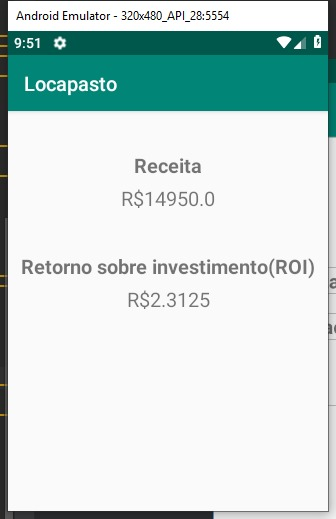 Android Emulator - 320x480_API_28:5554
9:51
Locapasto
Receita
R$14950.0
Retorno sobre investimento(ROI)
R$2.3125